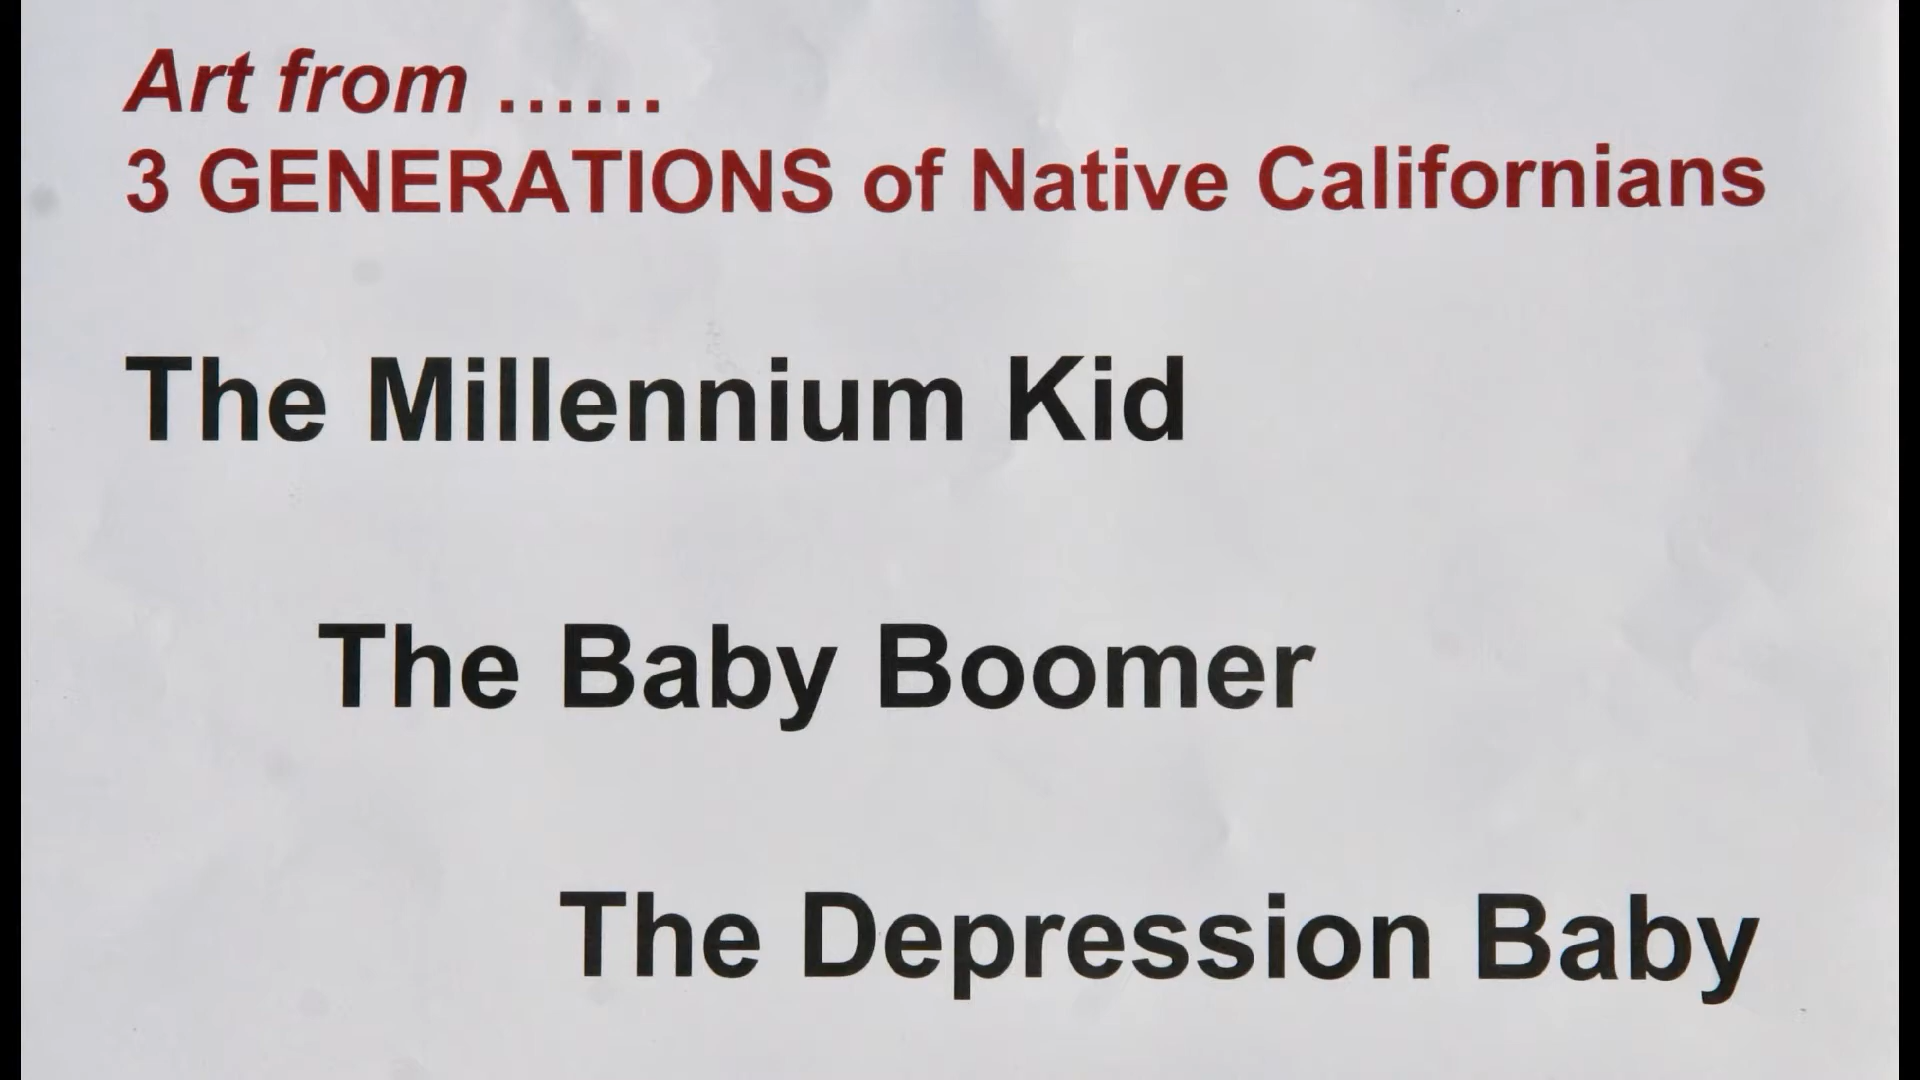 Art from ......
3 GENERATIONS of Native Californians
The Millennium Kid
The Baby Boomer
The Depression Baby